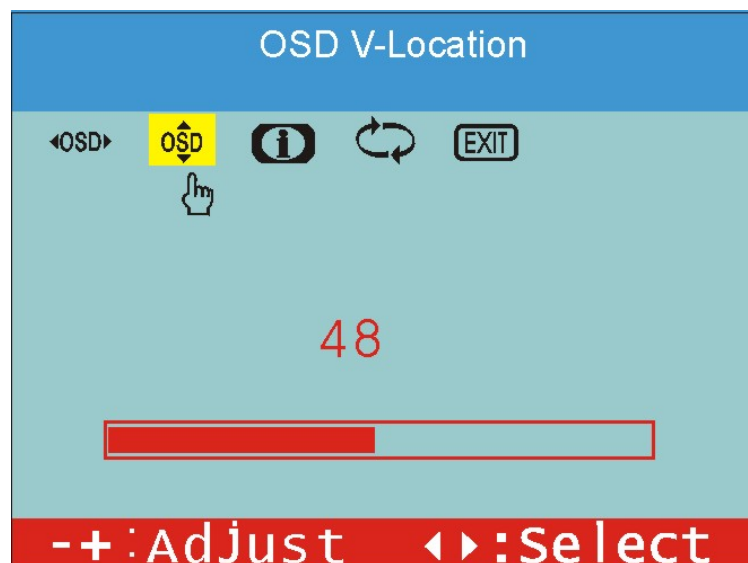 OSD V-Location
◂OSD▸ OSD i EXIT
48
-+:Adjust ◂▸:Select